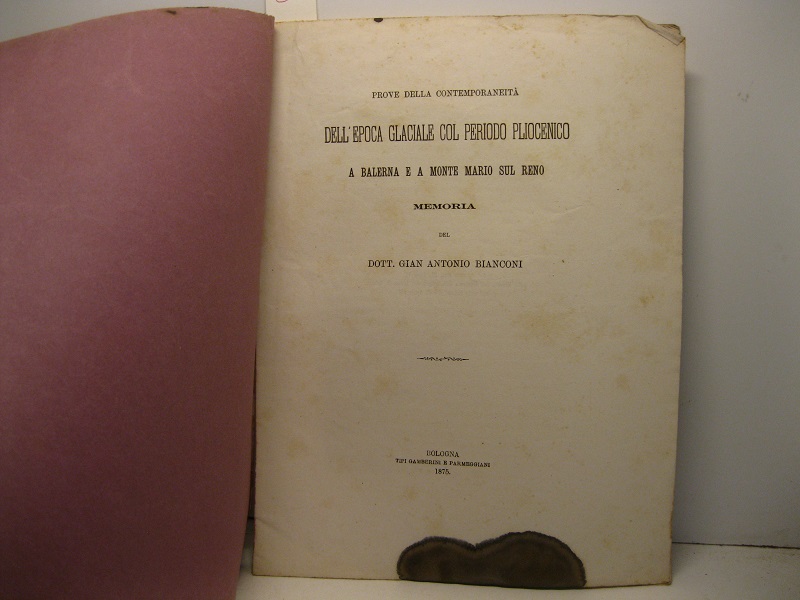 PROVE DELLA CONTEMPORANEITÀ
DELL'EPOCA GLACIALE COL PERIODO PLIOCENICO
A BALERNA E A MONTE MARIO SUL RENO
MEMORIA
DEL
DOTT. GIAN ANTONIO BIANCONI
BOLOGNA
TIPI GAMBERINI E PARMEGGIANI
1875.